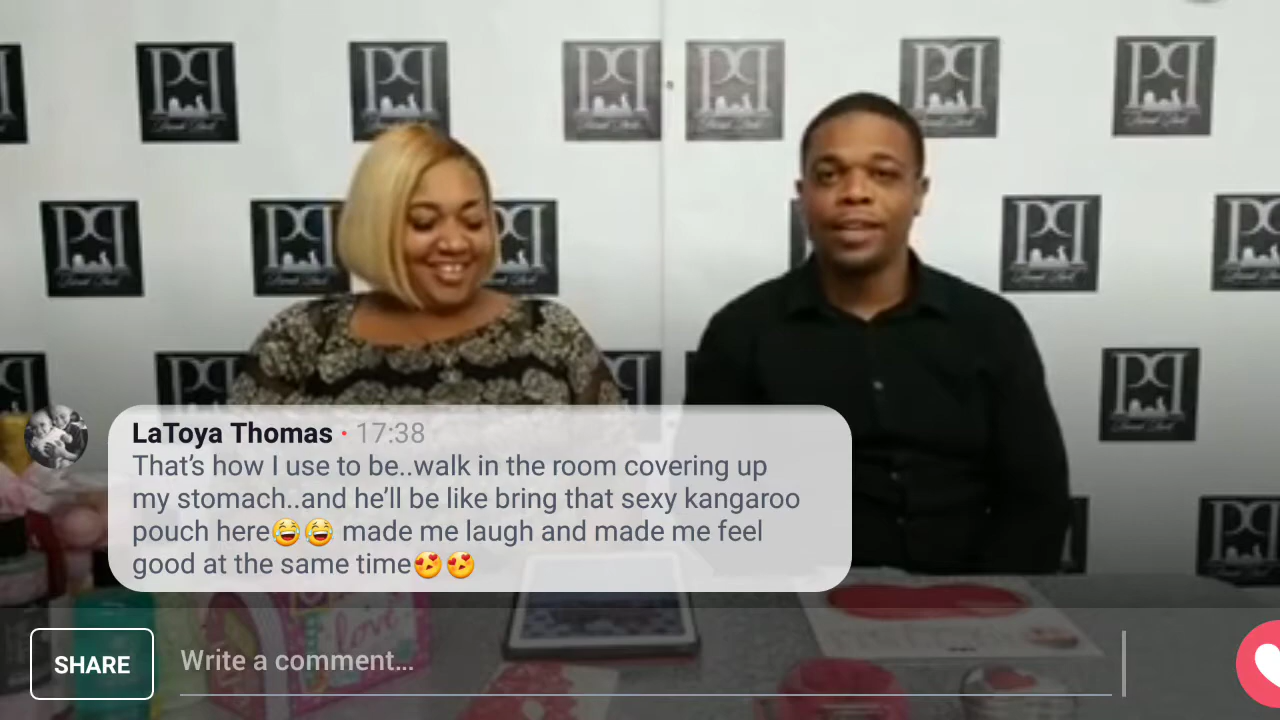 LaToya Thomas · 17:38
That's how I use to be..walk in the room covering up
my stomach..and he'll be like bring that sexy kangaroo
pouch here😂😂 made me laugh and made me feel
good at the same time😍😍
love
SHARE
Write a comment...